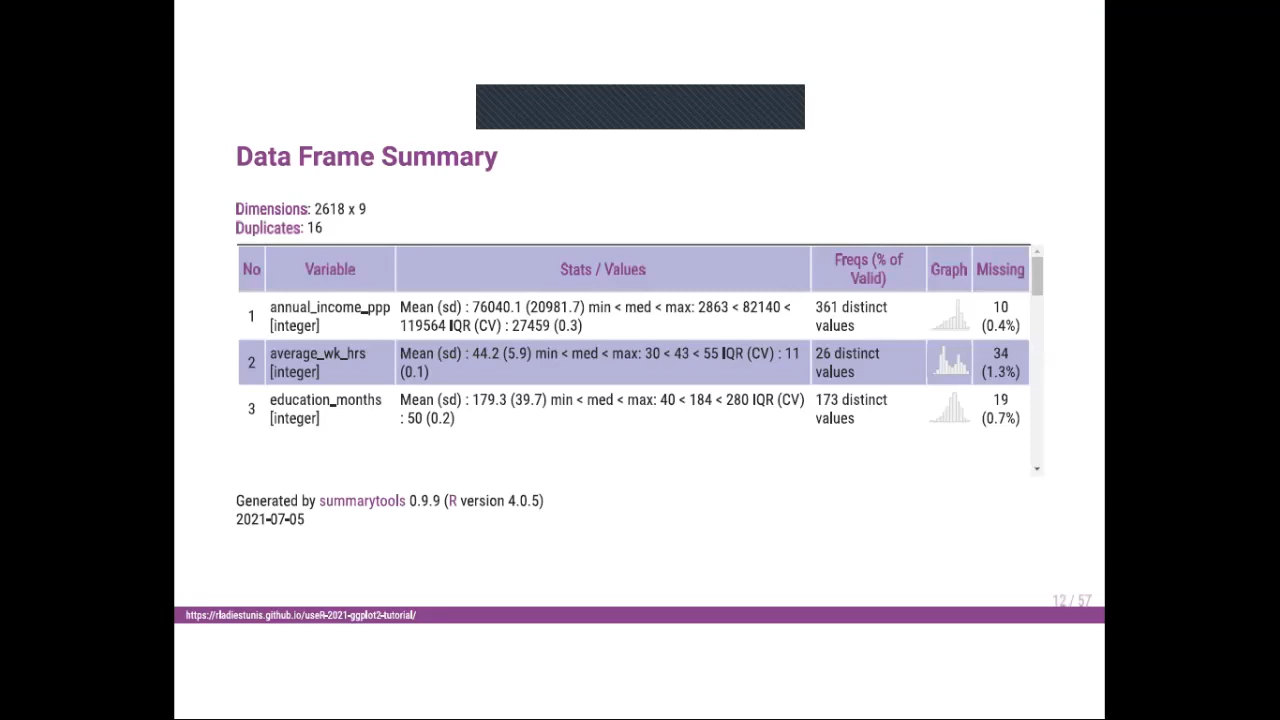 Data Frame Summary
Dimensions: 2618 x 9
Duplicates: 16
No Variable Stats / Values Freqs (% of Valid) Graph Missing
1 annual_income_ppp [integer] Mean (sd) : 76040.1 (20981.7) min < med < max: 2863 < 82140 < 119564 IQR (CV) : 27459 (0.3) 361 distinct values 10 (0.4%)
2 average_wk_hrs [integer] Mean (sd) : 44.2 (5.9) min < med < max: 30 < 43 < 55 IQR (CV) : 11 (0.1) 26 distinct values 34 (1.3%)
3 education_months [integer] Mean (sd) : 179.3 (39.7) min < med < max: 40 < 184 < 280 IQR (CV) : 50 (0.2) 173 distinct values 19 (0.7%)
Generated by summarytools 0.9.9 (R version 4.0.5)
2021-07-05
12 / 57
https://rladiestunis.github.io/useR-2021-ggplot2-tutorial/